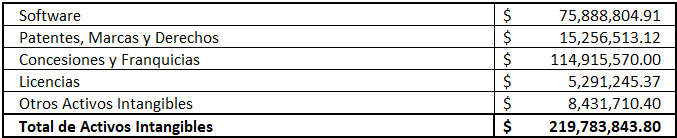 Software $ 75,888,804.91
Patentes, Marcas y Derechos $ 15,256,513.12
Concesiones y Franquicias $ 114,915,570.00
Licencias $ 5,291,245.37
Otros Activos Intangibles $ 8,431,710.40
Total de Activos Intangibles $ 219,783,843.80